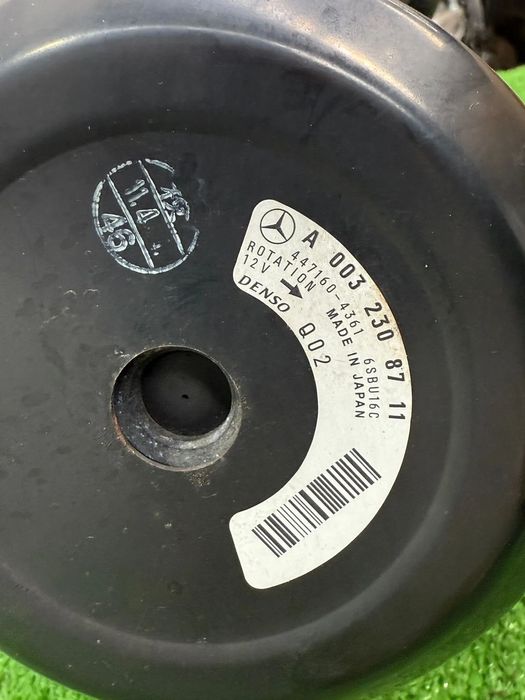 A 003 230 87 11
447160-4361 6SBU16C
ROTATION MADE IN JAPAN
12V
DENSO Q02
11.4
46